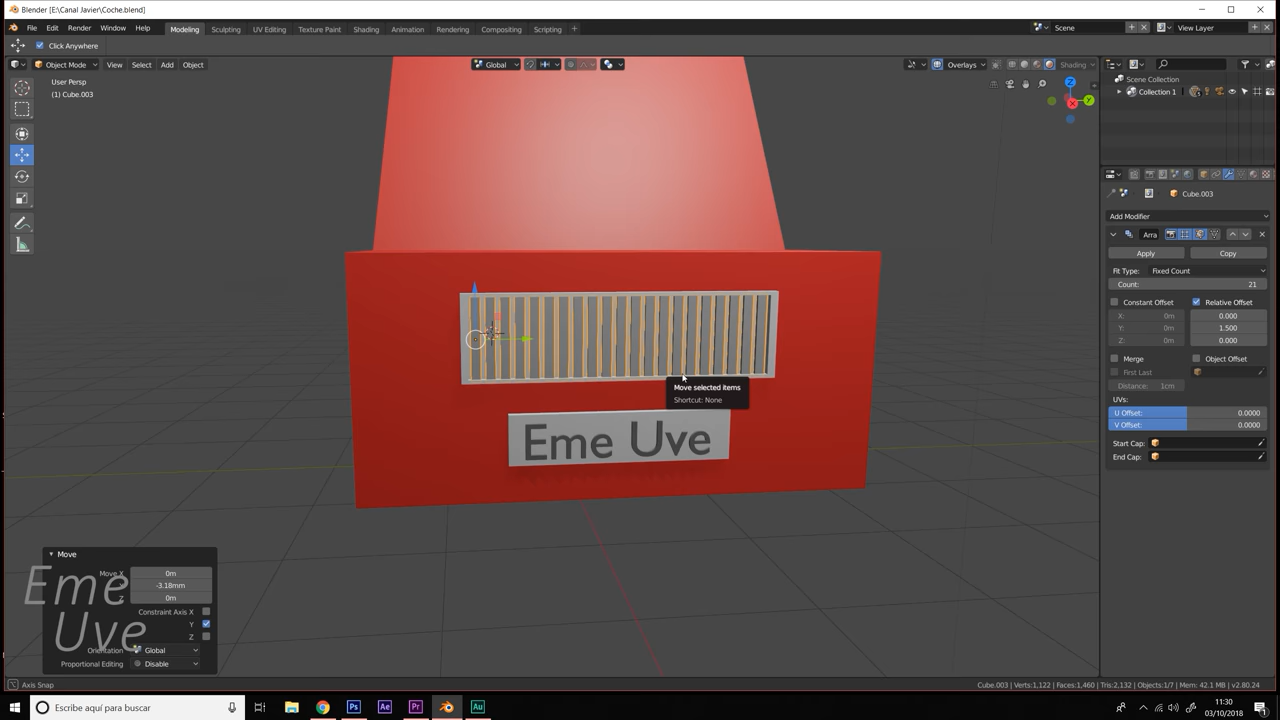 Blender [E:\Canal Javier\Coche.blend]
File Edit Render Window Help
Modeling Sculpting UV Editing Texture Paint Shading Animation Rendering Compositing Scripting +
Scene
View Layer
Click Anywhere
Object Mode View Select Add Object
Global
Overlays
Shading
User Persp
(1) Cube.003
Z
Y
X
Scene Collection
Collection 1
Cube.003
Add Modifier
Arra
Apply Copy
Fit Type: Fixed Count
Count: 21
Constant Offset Relative Offset
X: 0m 0.000
Y: 0m 1.500
Z: 0m 0.000
Merge Object Offset
First Last
Distance: 1cm
UVs:
U Offset: 0.0000
V Offset: 0.0000
Start Cap:
End Cap:
Move selected items
Shortcut: None
Eme Uve
Move
Move X 0m
-3.18mm
Z 0m
Constraint Axis X
Y
Z
Orientation Global
Proportional Editing Disable
Eme
Uve
Axis Snap
Cube.003 | Verts:1,122 | Faces:1,460 | Tris:2,132 | Objects:1/7 | Mem: 42.1 MB | v2.80.24
Escribe aquí para buscar
Ps Ae Pr Au
11:30
03/10/2018
1